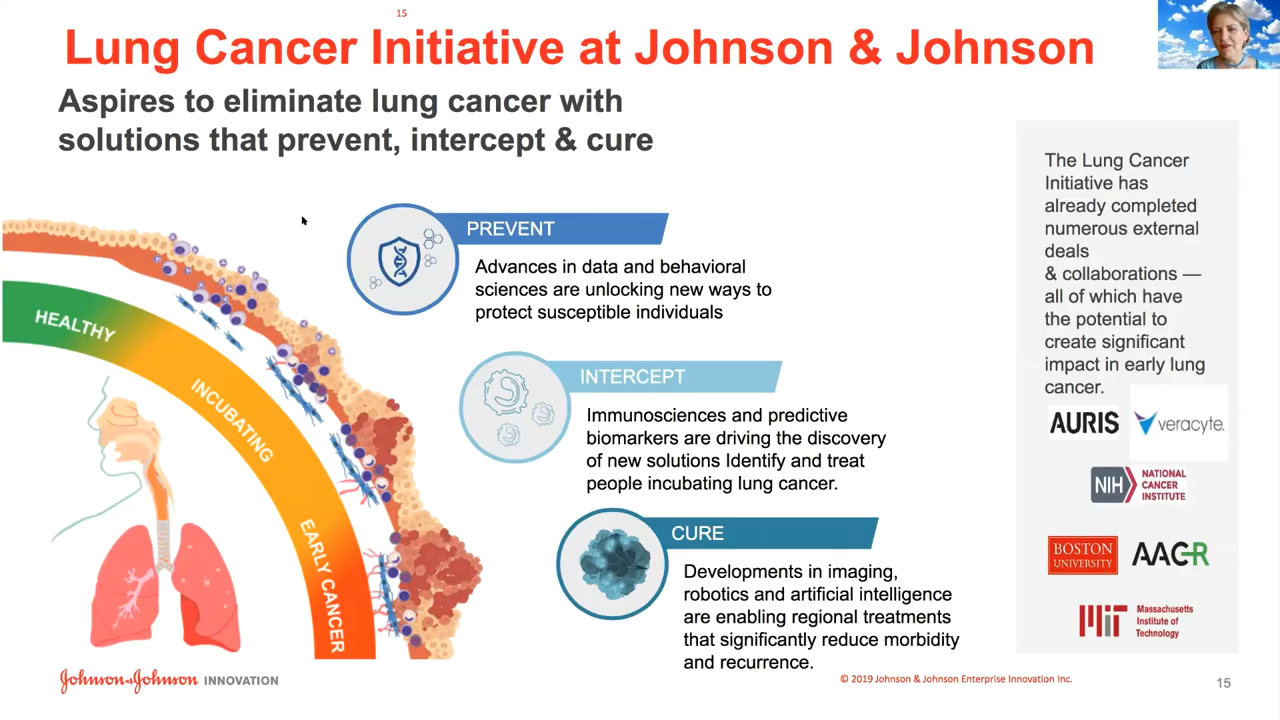 15
Lung Cancer Initiative at Johnson & Johnson
Aspires to eliminate lung cancer with
solutions that prevent, intercept & cure
HEALTHY
INCUBATING
EARLY CANCER
PREVENT
Advances in data and behavioral
sciences are unlocking new ways to
protect susceptible individuals
INTERCEPT
Immunosciences and predictive
biomarkers are driving the discovery
of new solutions Identify and treat
people incubating lung cancer.
CURE
Developments in imaging,
robotics and artificial intelligence
are enabling regional treatments
that significantly reduce morbidity
and recurrence.
The Lung Cancer
Initiative has
already completed
numerous external
deals
& collaborations —
all of which have
the potential to
create significant
impact in early lung
cancer.
AURIS
veracyte.
NIH
NATIONAL
CANCER
INSTITUTE
BOSTON
UNIVERSITY
AACR
MIT
Massachusetts
Institute of
Technology
Johnson & Johnson INNOVATION
© 2019 Johnson & Johnson Enterprise Innovation Inc.
15